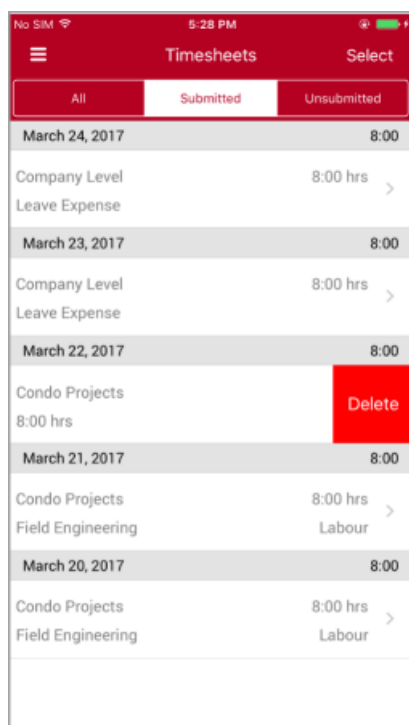 No SIM 5:28 PM
Timesheets Select
All Submitted Unsubmitted
March 24, 2017 8:00
Company Level 8:00 hrs
Leave Expense
March 23, 2017 8:00
Company Level 8:00 hrs
Leave Expense
March 22, 2017 8:00
Condo Projects
8:00 hrs
Delete
March 21, 2017 8:00
Condo Projects 8:00 hrs
Field Engineering Labour
March 20, 2017 8:00
Condo Projects 8:00 hrs
Field Engineering Labour